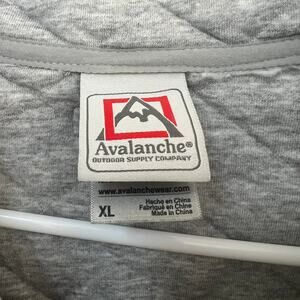 Avalanche®
OUTDOOR SUPPLY COMPANY
www.avalanchewear.com
XL
Hecho en China
Fabriqué en Chine
Made in China